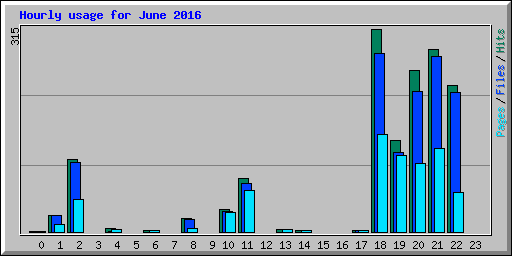 Hourly usage for June 2016
315
Pages/Files/Hits
0 1 2 3 4 5 6 7 8 9 10 11 12 13 14 15 16 17 18 19 20 21 22 23